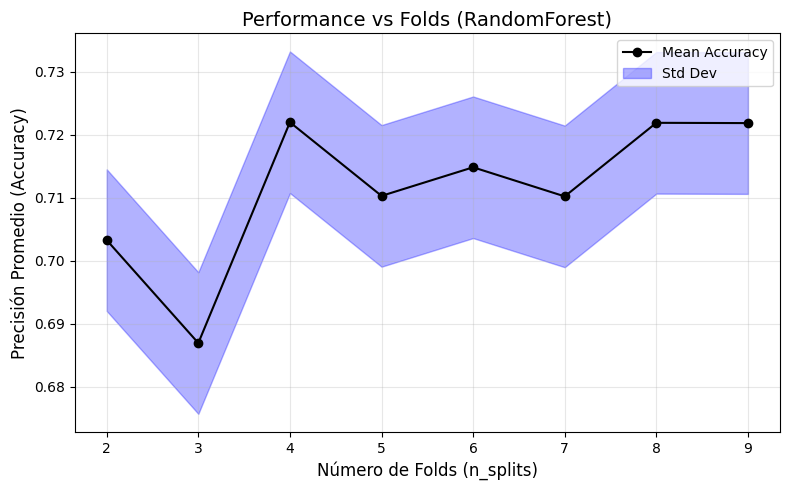 Performance vs Folds (RandomForest)
Mean Accuracy
Std Dev
Precisión Promedio (Accuracy)
0.73
0.72
0.71
0.70
0.69
0.68
2 3 4 5 6 7 8 9
Número de Folds (n_splits)